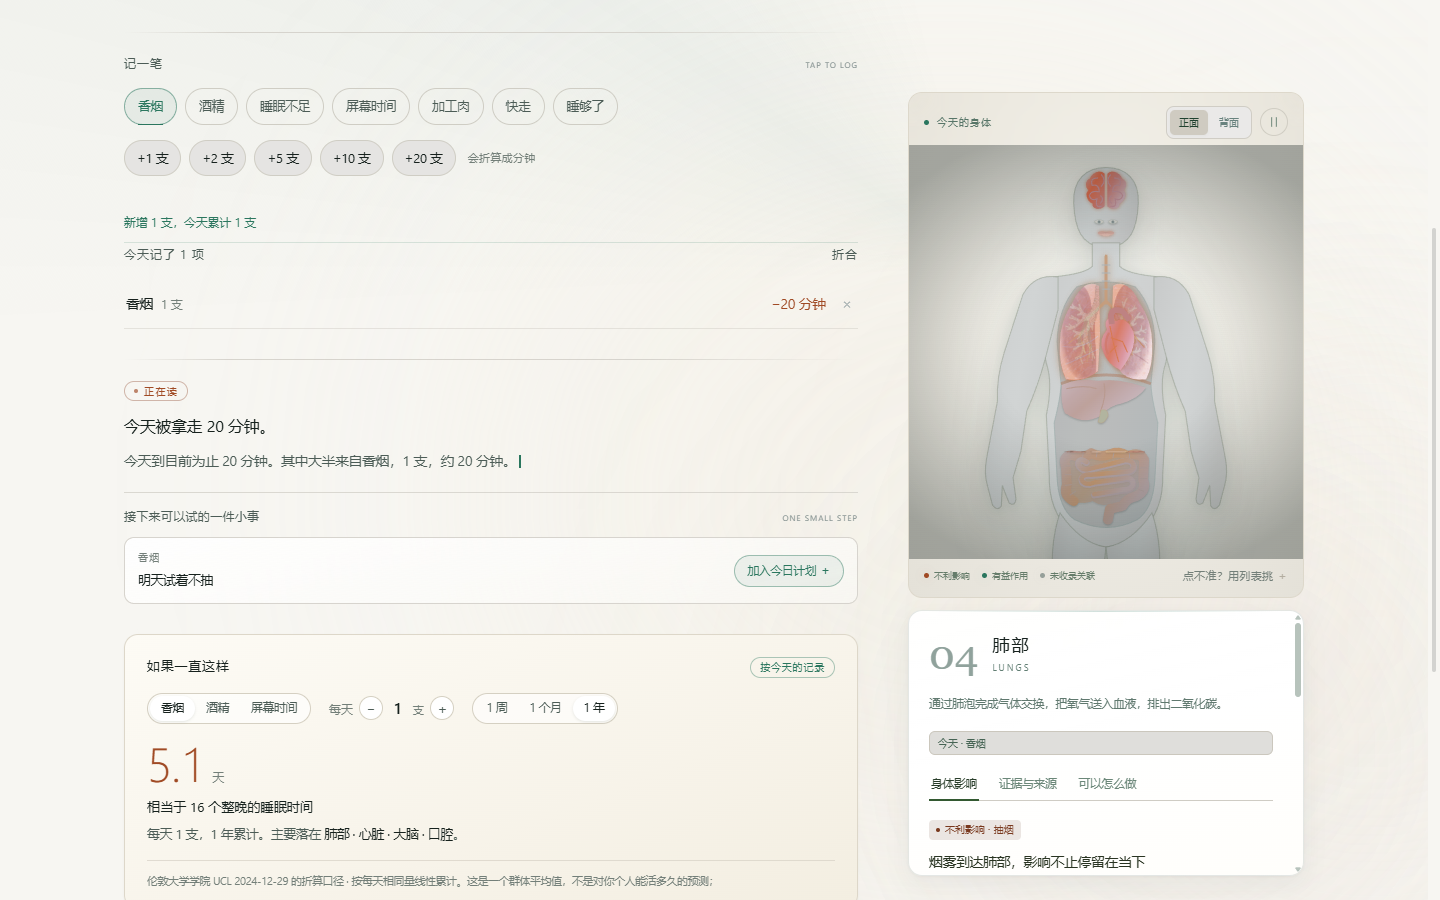 记一笔
TAP TO LOG
香烟
酒精
睡眠不足
屏幕时间
加工肉
快走
睡够了
+1 支
+2 支
+5 支
+10 支
+20 支
会折算成分钟
新增 1 支，今天累计 1 支
今天记了 1 项
折合
香烟 1 支
−20 分钟 ×
正在读
今天被拿走 20 分钟。
今天到目前为止 20 分钟。其中大半来自香烟，1 支，约 20 分钟。
接下来可以试的一件小事
ONE SMALL STEP
香烟
明天试着不抽
加入今日计划 +
如果一直这样
按今天的记录
香烟
酒精
屏幕时间
每天 − 1 支 +
1 周
1 个月
1 年
5.1 天
相当于 16 个整晚的睡眠时间
每天 1 支，1 年累计。主要落在 肺部 · 心脏 · 大脑 · 口腔。
伦敦大学学院 UCL 2024-12-29 的折算口径 · 按每天相同量线性累计。这是一个群体平均值，不是对你个人能活多久的预测；
今天的身体
正面
背面
不利影响
有益作用
未收录关联
点不准？用列表挑 +
04 肺部
LUNGS
通过肺泡完成气体交换，把氧气送入血液，排出二氧化碳。
今天 · 香烟
身体影响
证据与来源
可以怎么做
不利影响 · 抽烟
烟雾到达肺部，影响不止停留在当下